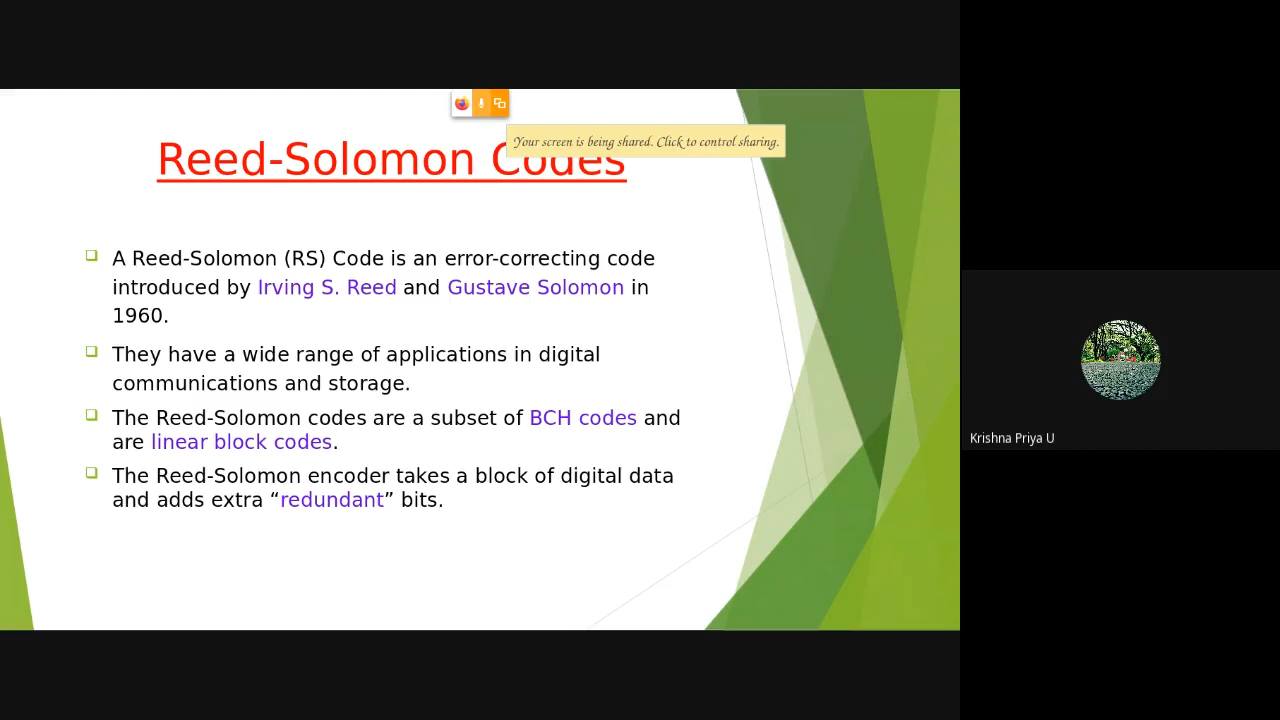 Your screen is being shared. Click to control sharing.
Reed-Solomon Codes
❑ A Reed-Solomon (RS) Code is an error-correcting code
introduced by Irving S. Reed and Gustave Solomon in
1960.
❑ They have a wide range of applications in digital
communications and storage.
❑ The Reed-Solomon codes are a subset of BCH codes and
are linear block codes.
❑ The Reed-Solomon encoder takes a block of digital data
and adds extra “redundant” bits.
Krishna Priya U